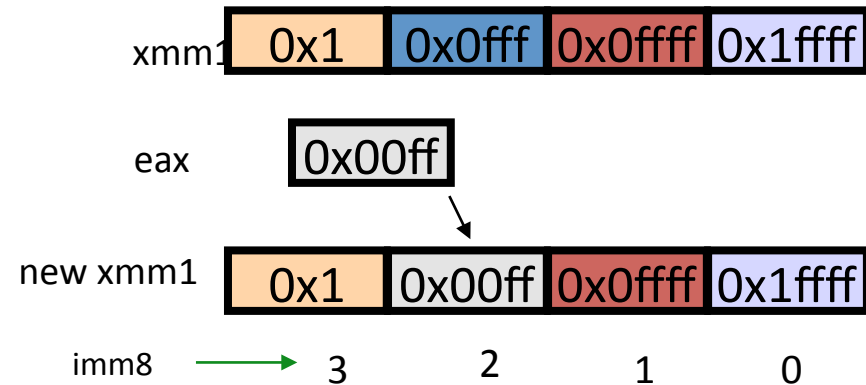 xmm1 0x1 0x0fff 0x0ffff 0x1ffff
eax 0x00ff
new xmm1 0x1 0x00ff 0x0ffff 0x1ffff
imm8 3 2 1 0